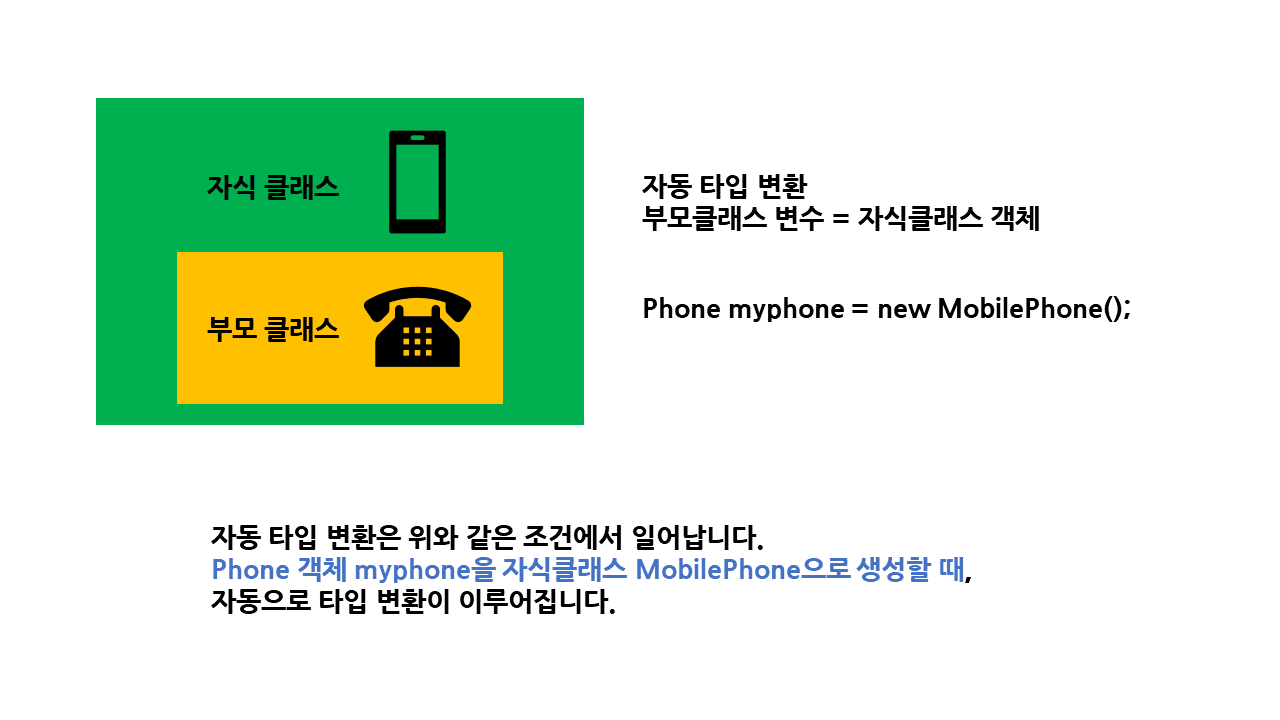 자식 클래스
부모 클래스
자동 타입 변환
부모클래스 변수 = 자식클래스 객체
Phone myphone = new MobilePhone();
자동 타입 변환은 위와 같은 조건에서 일어납니다.
Phone 객체 myphone을 자식클래스 MobilePhone으로 생성할 때,
자동으로 타입 변환이 이루어집니다.